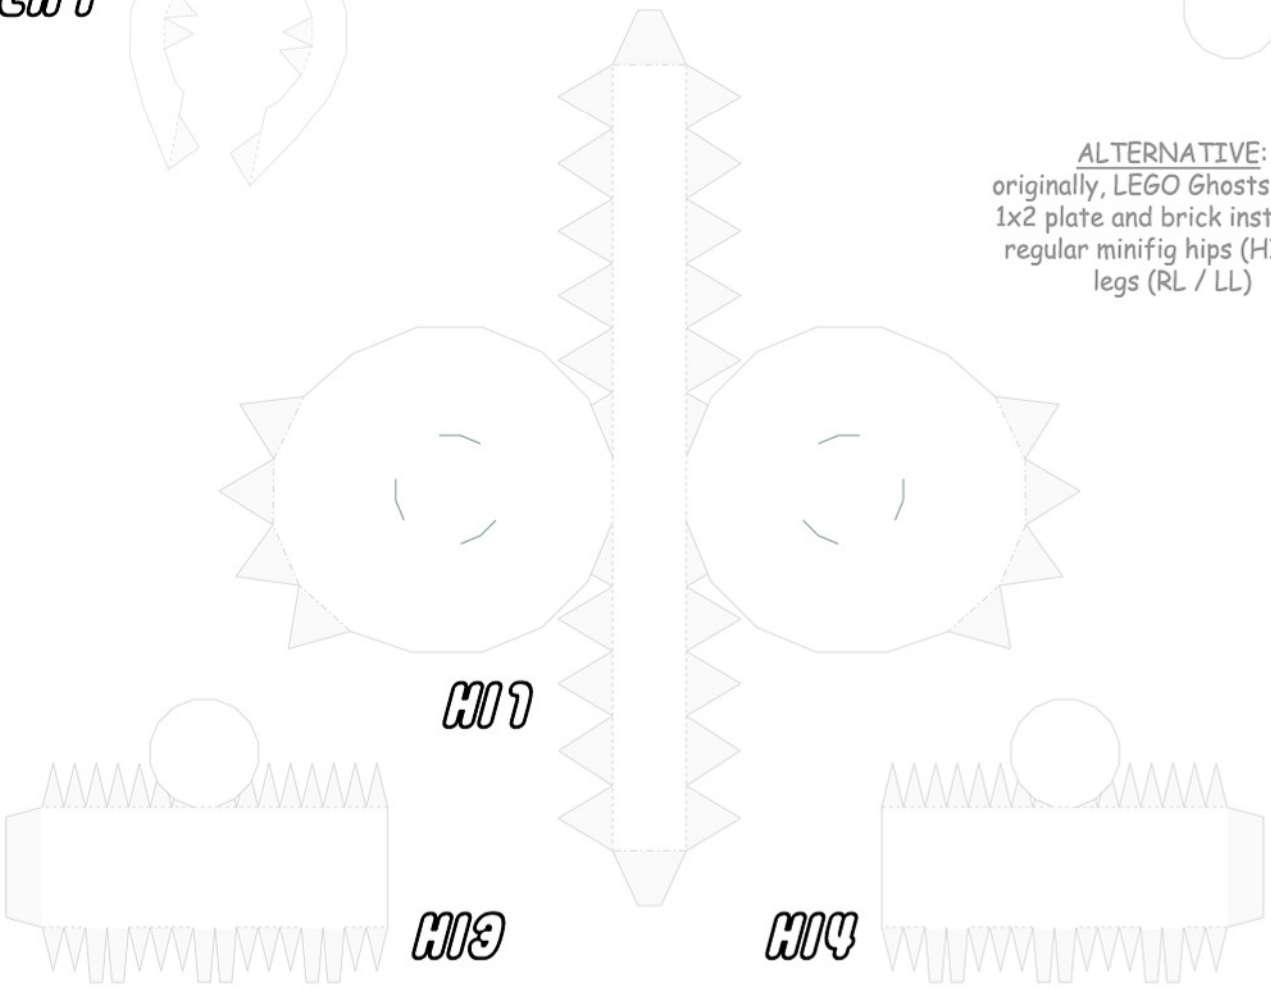 ALTERNATIVE:
originally, LEGO Ghosts
1x2 plate and brick inst
regular minifig hips (H
legs (RL / LL)
HI1
HI3
HI4